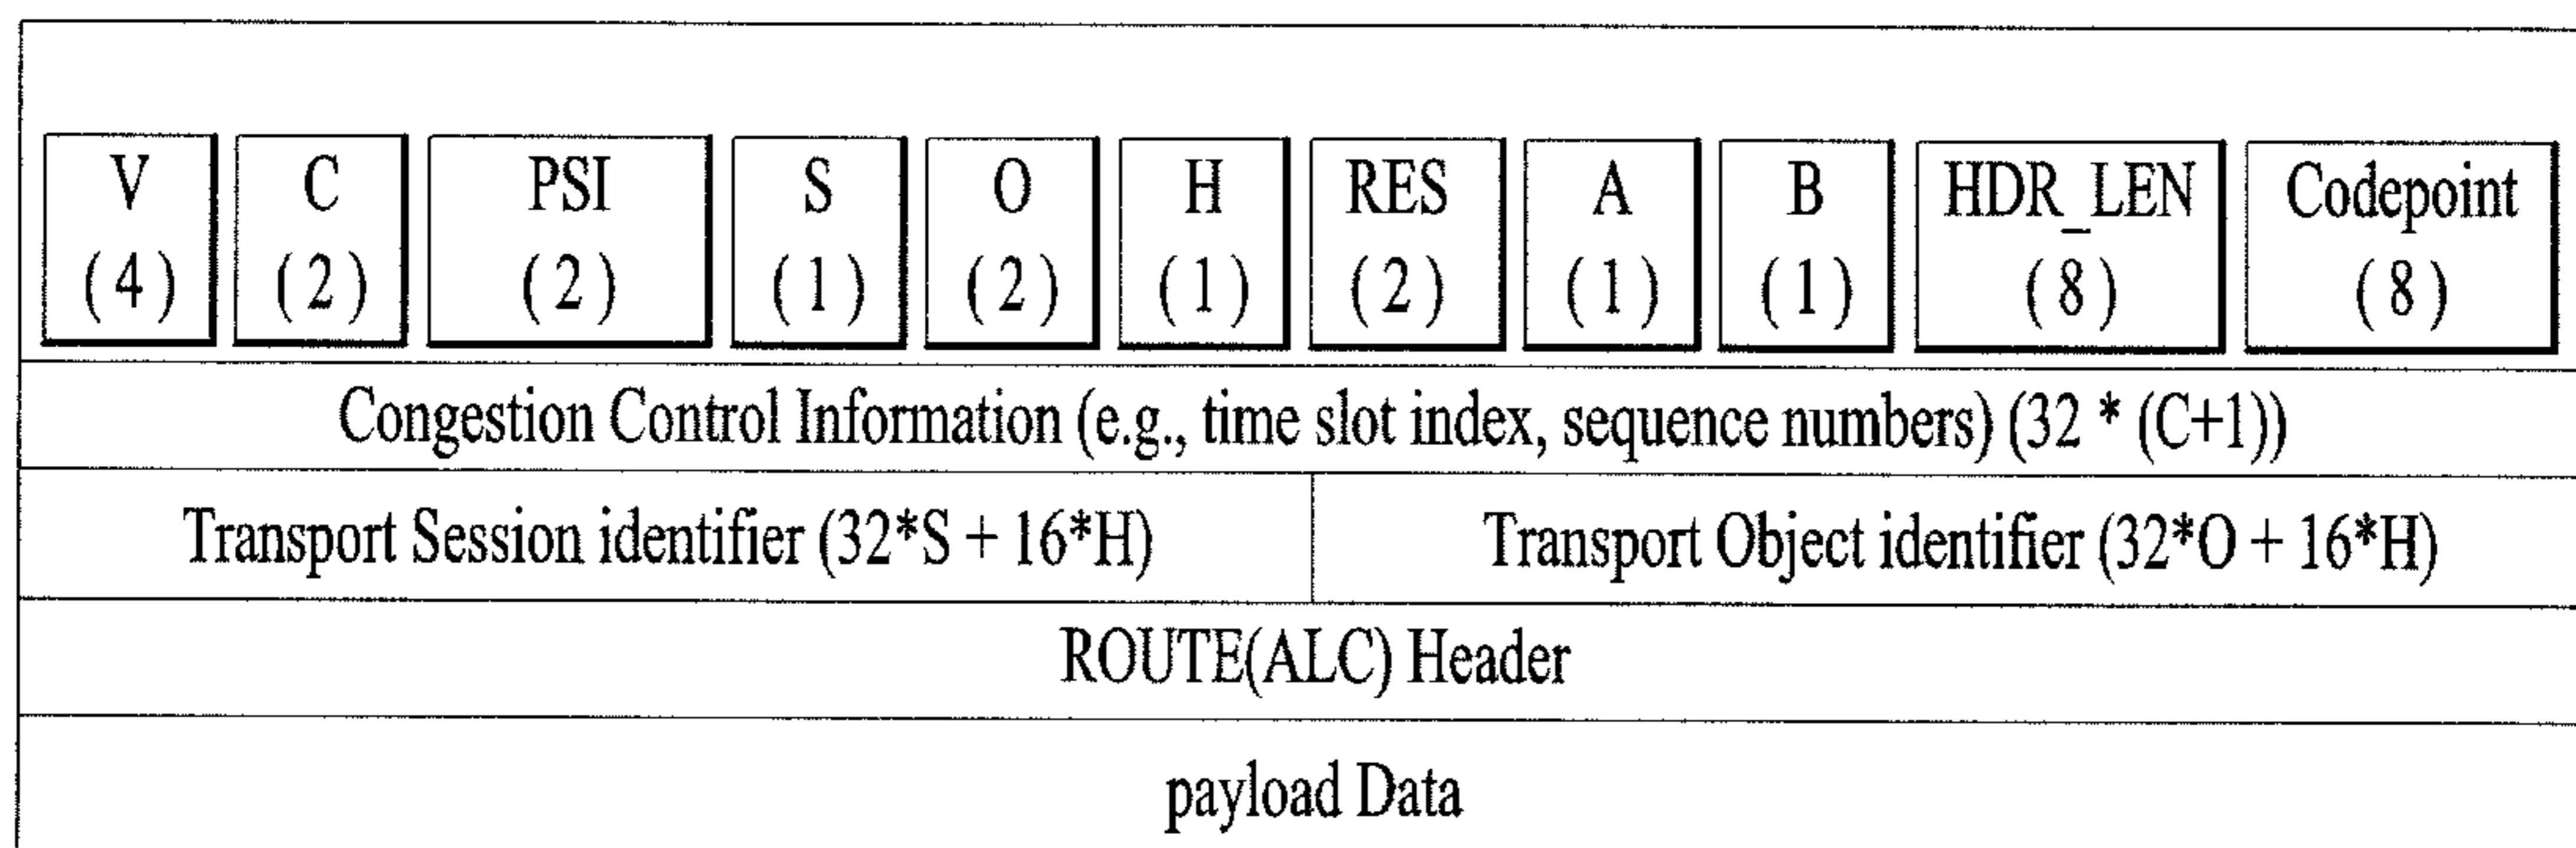 V C PSI S O H RES A B HDR_LEN Codepoint
( 4 ) ( 2 ) ( 2 ) ( 1 ) ( 2 ) ( 1 ) ( 2 ) ( 1 ) ( 1 ) ( 8 ) ( 8 )
Congestion Control Information (e.g., time slot index, sequence numbers) (32 * (C+1))
Transport Session identifier (32*S + 16*H) Transport Object identifier (32*O + 16*H)
ROUTE(ALC) Header
payload Data